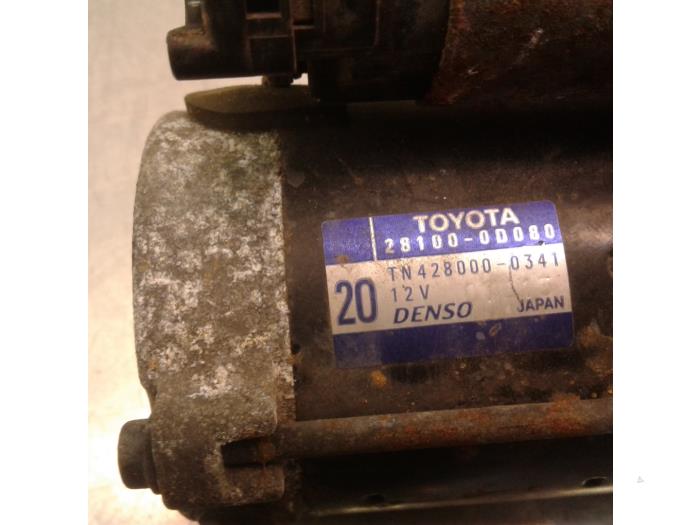 TOYOTA
28100-0D080
TN428000-0341
20 12V
DENSO JAPAN